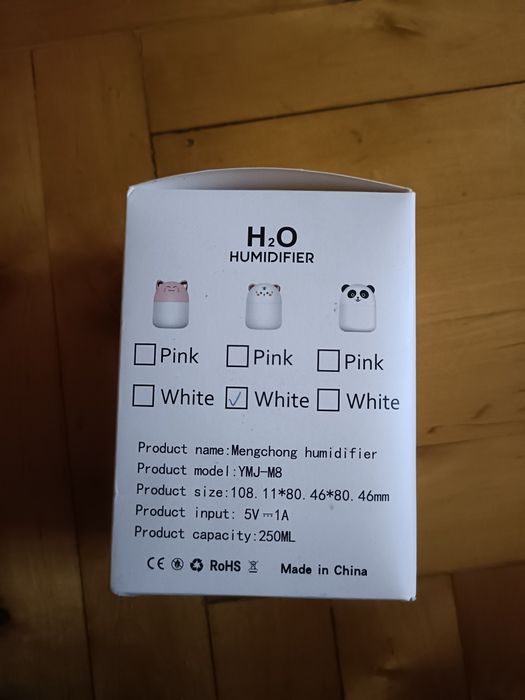 H₂O
HUMIDIFIER
Pink Pink Pink
White White White
Product name:Mengchong humidifier
Product model:YMJ-M8
Product size:108.11*80.46*80.46mm
Product input: 5V⎓1A
Product capacity:250ML
CE RoHS Made in China